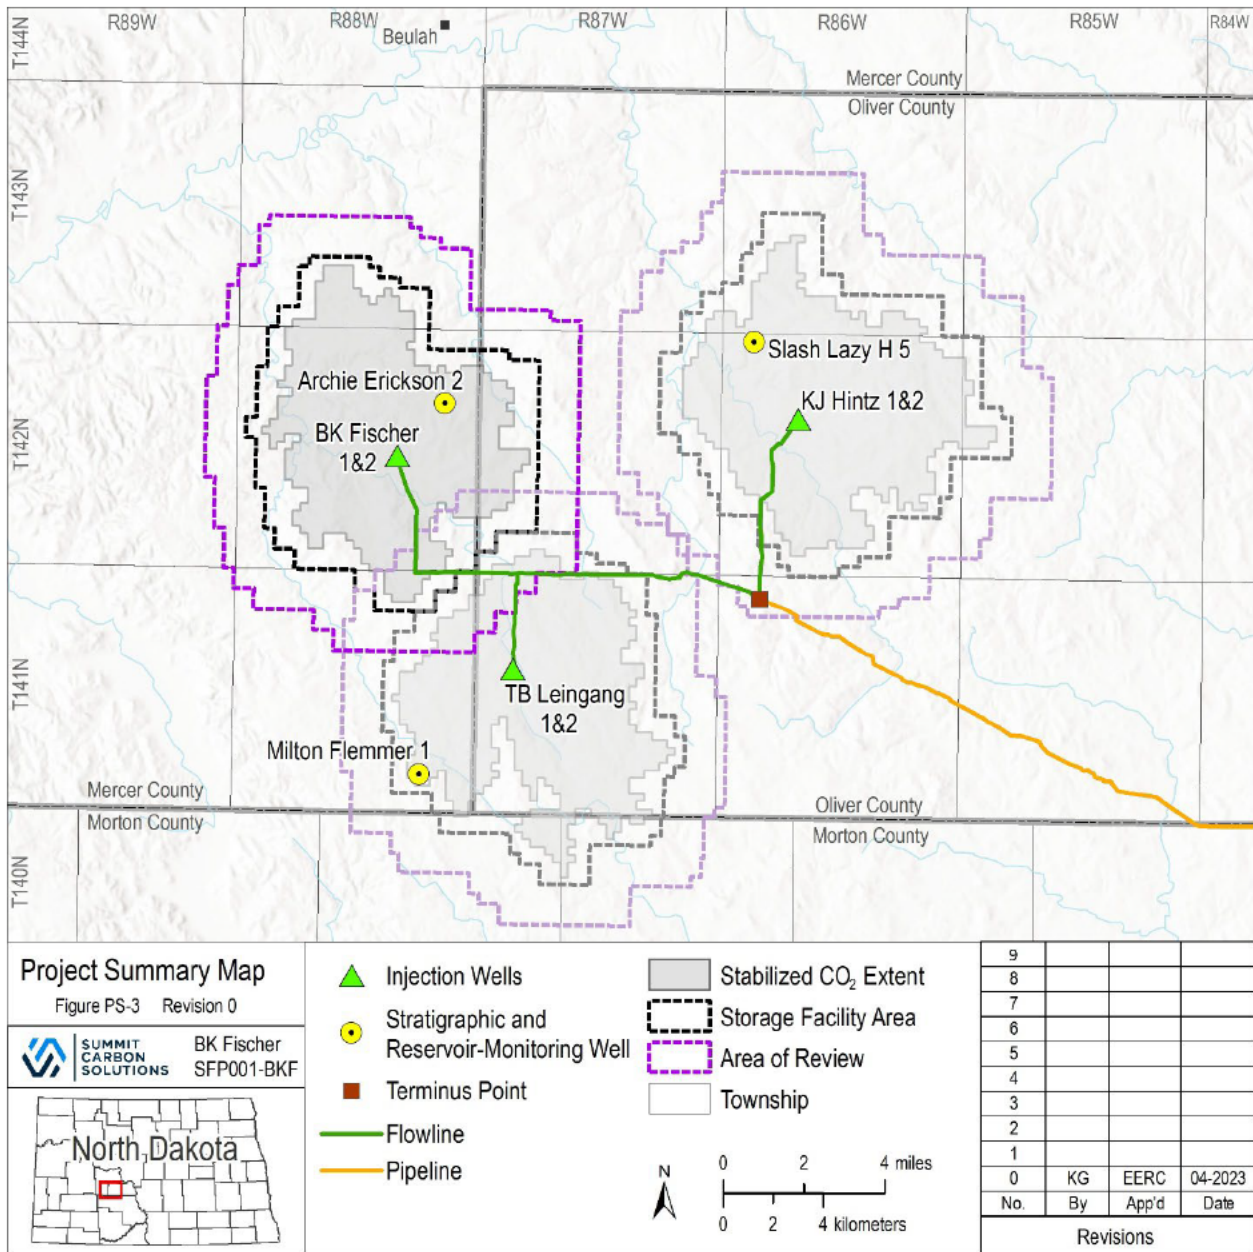 R89W
R88W
R87W
R86W
R85W
R84W
T144N
Beulah
Mercer County
Oliver County
T143N
Slash Lazy H 5
Archie Erickson 2
KJ Hintz 1&2
BK Fischer
1&2
T142N
T141N
TB Leingang
1&2
Milton Flemmer 1
Mercer County
Morton County
Oliver County
Morton County
T140N
Project Summary Map
Figure PS-3 Revision 0
SUMMIT
CARBON
SOLUTIONS
BK Fischer
SFP001-BKF
North Dakota
Injection Wells
Stratigraphic and
Reservoir-Monitoring Well
Terminus Point
Flowline
Pipeline
Stabilized CO₂ Extent
Storage Facility Area
Area of Review
Township
N
0 2 4 miles
0 2 4 kilometers
9
8
7
6
5
4
3
2
1
0 KG EERC 04-2023
No. By App'd Date
Revisions